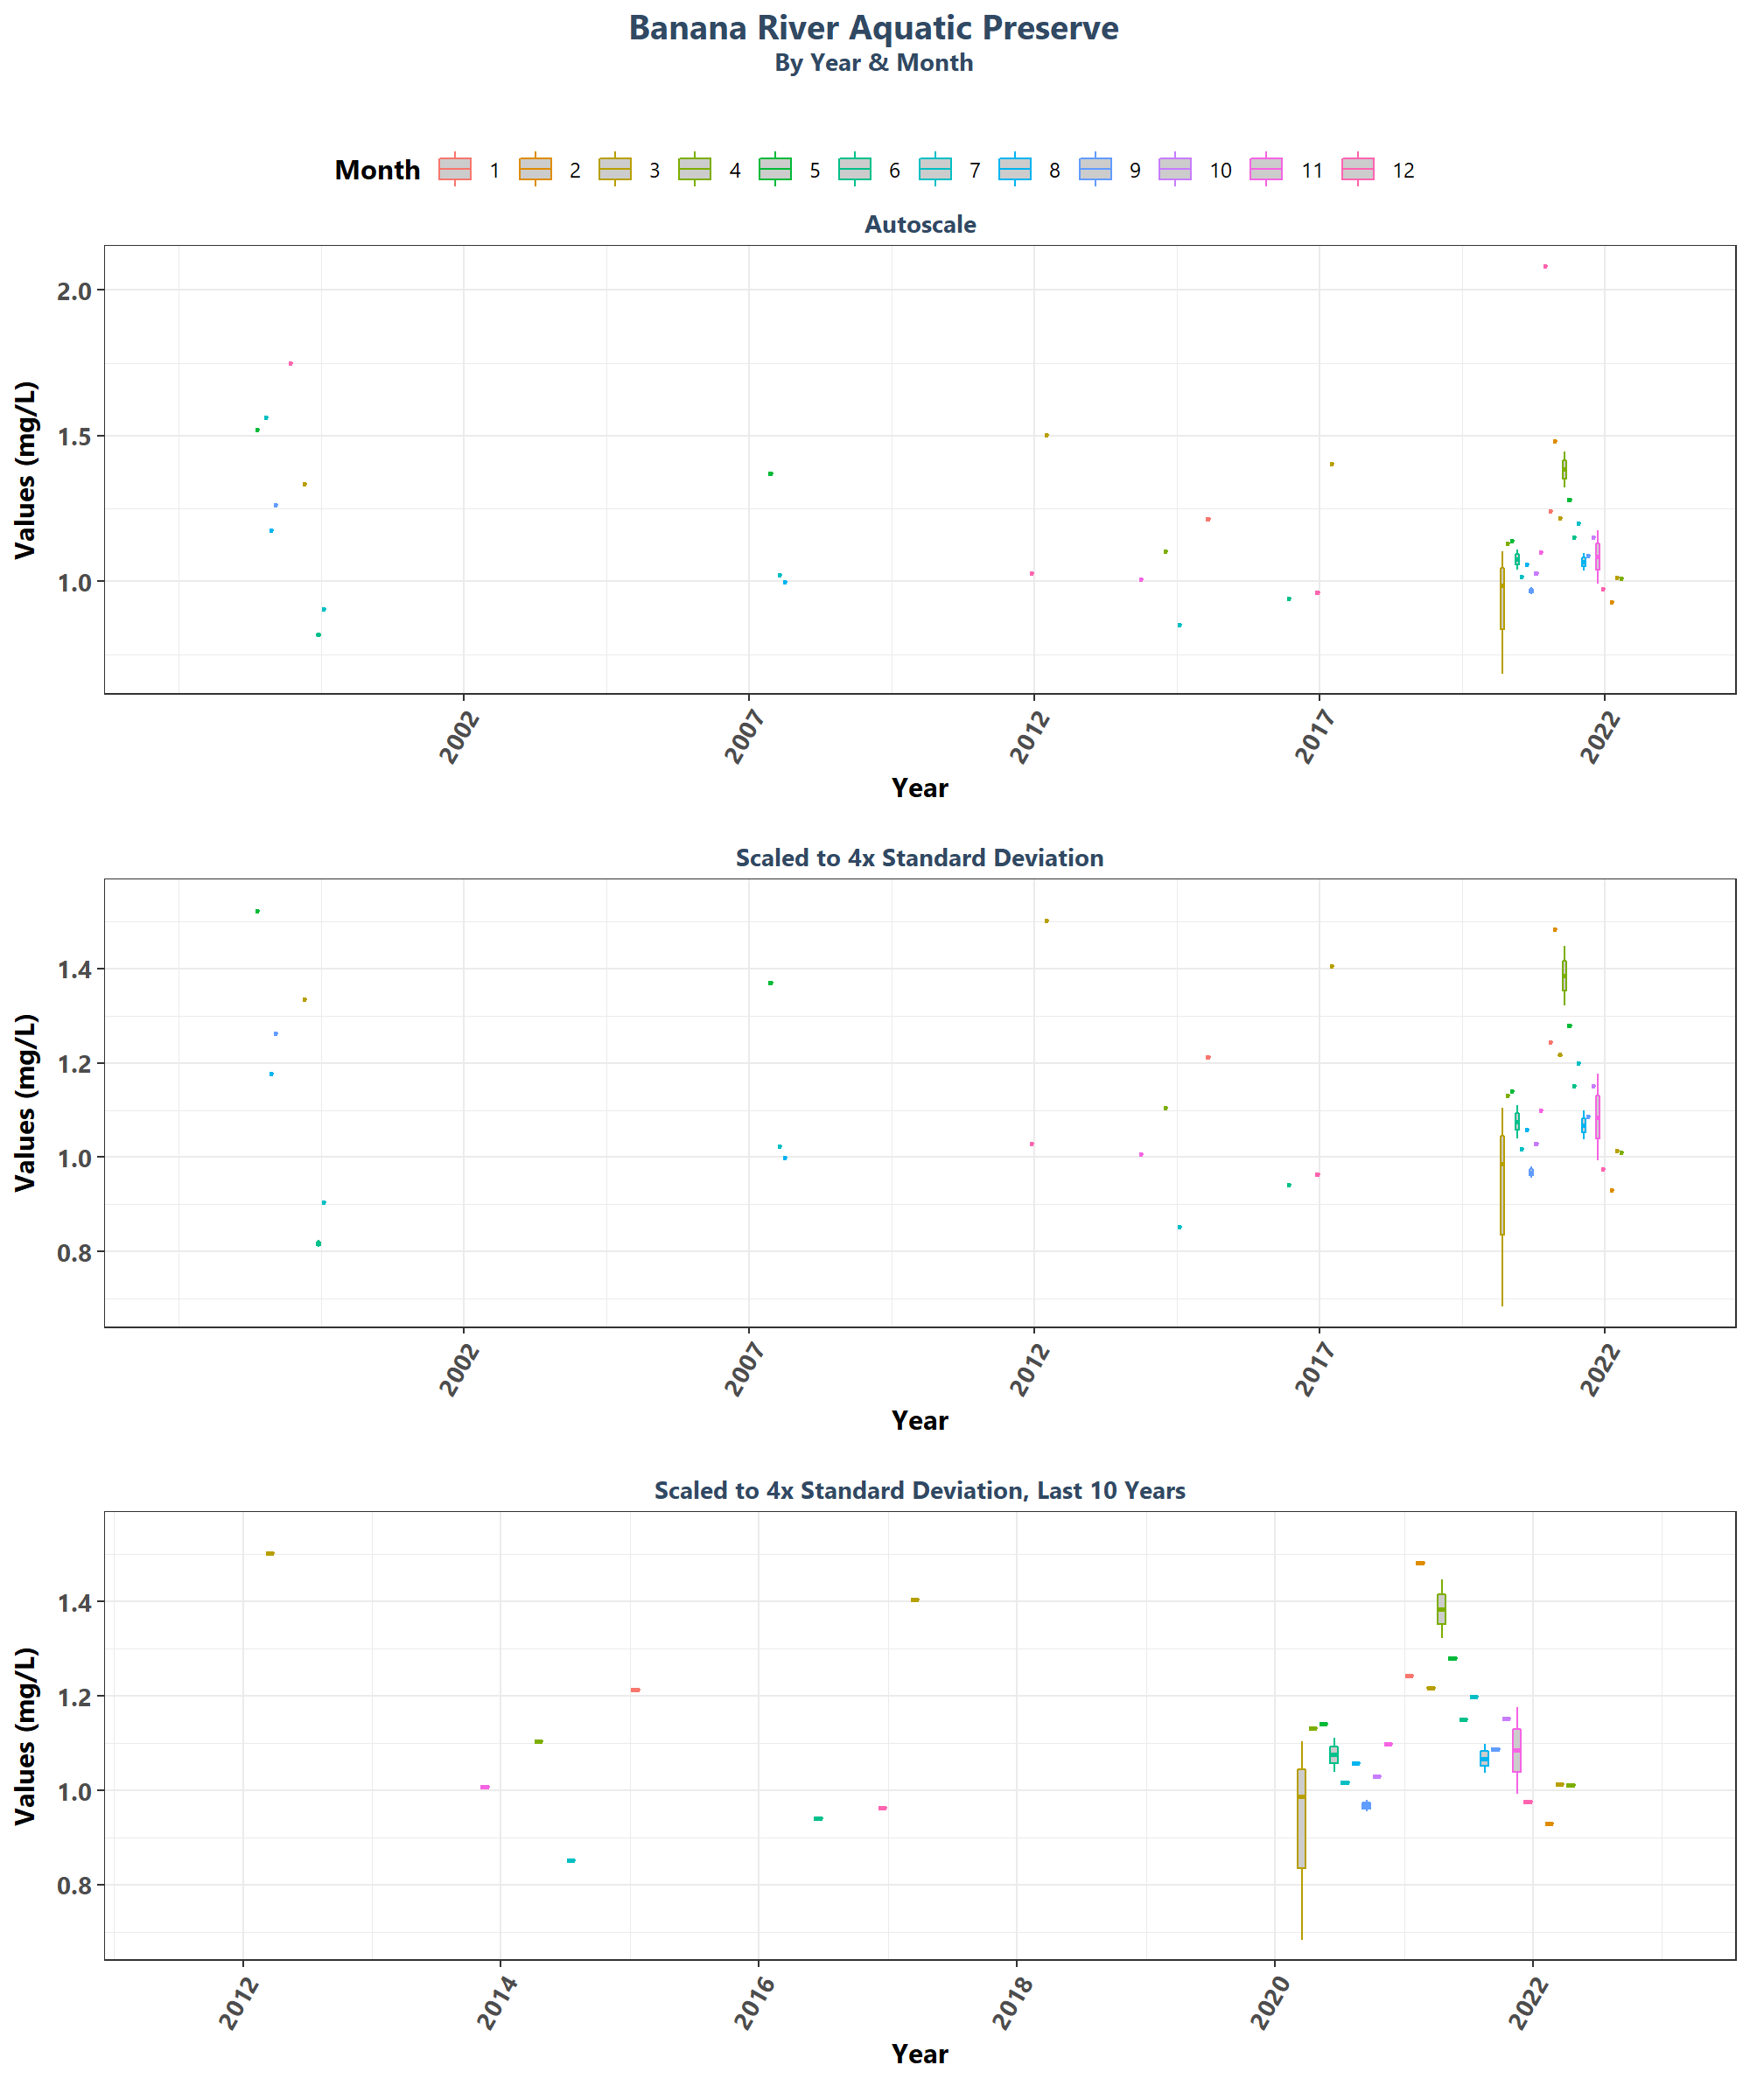 Banana River Aquatic Preserve
By Year & Month
Month 1 2 3 4 5 6 7 8 9 10 11 12
Autoscale
Values (mg/L)
2.0
1.5
1.0
2002 2007 2012 2017 2022
Year
Scaled to 4x Standard Deviation
Values (mg/L)
1.4
1.2
1.0
0.8
2002 2007 2012 2017 2022
Year
Scaled to 4x Standard Deviation, Last 10 Years
Values (mg/L)
1.4
1.2
1.0
0.8
2012 2014 2016 2018 2020 2022
Year